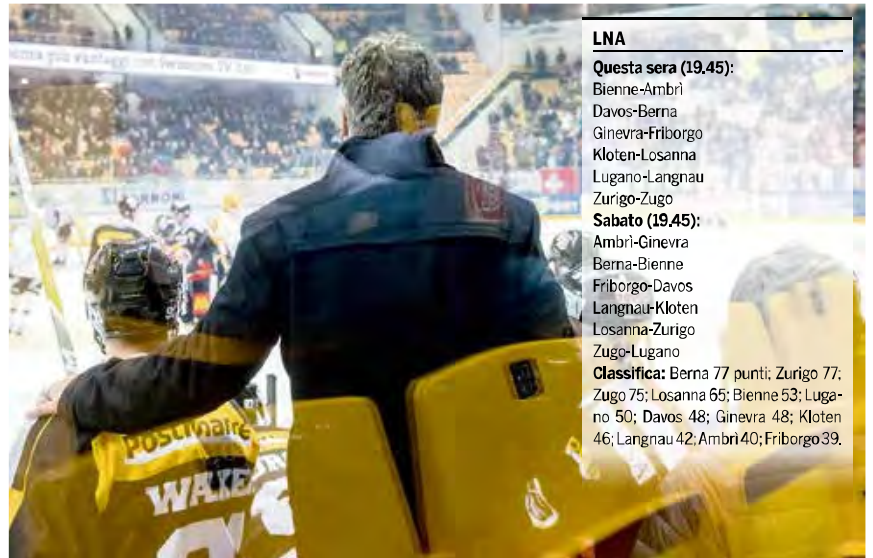 LNA
Questa sera (19.45):
Bienne-Ambrì
Davos-Berna
Ginevra-Friborgo
Kloten-Losanna
Lugano-Langnau
Zurigo-Zugo
Sabato (19.45):
Ambrì-Ginevra
Berna-Bienne
Friborgo-Davos
Langnau-Kloten
Losanna-Zurigo
Zugo-Lugano
Classifica: Berna 77 punti; Zurigo 77;
Zugo 75; Losanna 65; Bienne 53; Luga-
no 50; Davos 48; Ginevra 48; Kloten
46; Langnau 42; Ambrì 40; Friborgo 39.
PostFinance